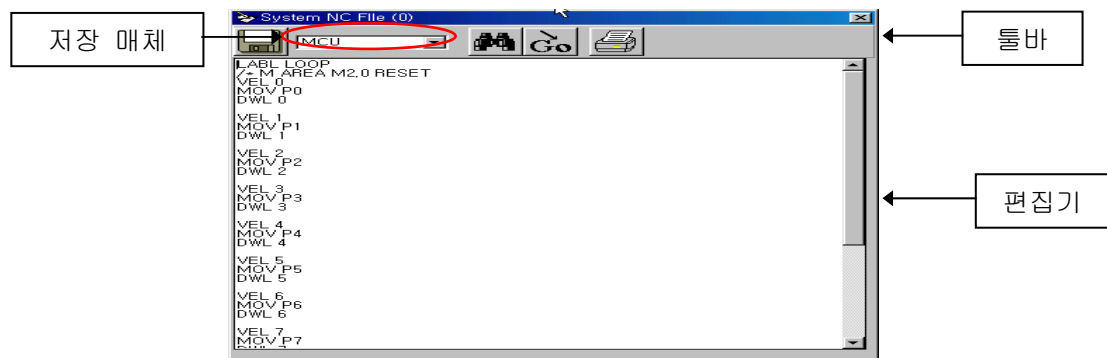 System NC FIle (0)
저장 매체
MCU
Go
툴바
LABL LOOP
/* M AREA M2,0 RESET
VEL 0
MOV P0
DWL 0
VEL 1
MOV P1
DWL 1
VEL 2
MOV P2
DWL 2
VEL 3
MOV P3
DWL 3
편집기
VEL 4
MOV P4
DWL 4
VEL 5
MOV P5
DWL 5
VEL 6
MOV P6
DWL 6
VEL 7
MOV P7